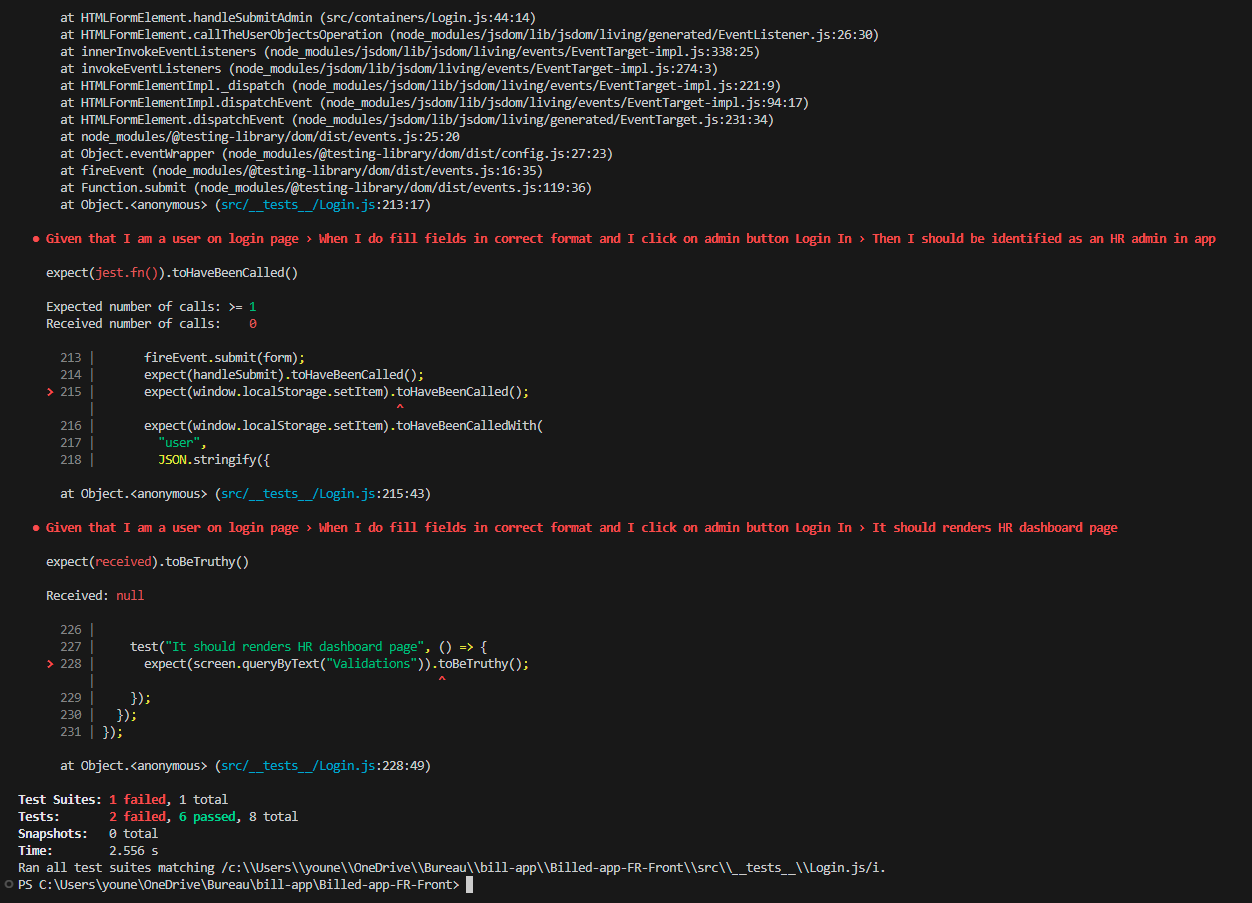 at HTMLFormElement.handleSubmitAdmin (src/containers/Login.js:44:14)
at HTMLFormElement.callTheUserObjectsOperation (node_modules/jsdom/lib/jsdom/living/generated/EventListener.js:26:30)
at innerInvokeEventListeners (node_modules/jsdom/lib/jsdom/living/events/EventTarget-impl.js:338:25)
at invokeEventListeners (node_modules/jsdom/lib/jsdom/living/events/EventTarget-impl.js:274:3)
at HTMLFormElementImpl._dispatch (node_modules/jsdom/lib/jsdom/living/events/EventTarget-impl.js:221:9)
at HTMLFormElementImpl.dispatchEvent (node_modules/jsdom/lib/jsdom/living/events/EventTarget-impl.js:94:17)
at HTMLFormElement.dispatchEvent (node_modules/jsdom/lib/jsdom/living/generated/EventTarget.js:231:34)
at node_modules/@testing-library/dom/dist/events.js:25:20
at Object.eventWrapper (node_modules/@testing-library/dom/dist/config.js:27:23)
at fireEvent (node_modules/@testing-library/dom/dist/events.js:16:35)
at Function.submit (node_modules/@testing-library/dom/dist/events.js:119:36)
at Object.<anonymous> (src/__tests__/Login.js:213:17)
● Given that I am a user on login page › When I do fill fields in correct format and I click on admin button Login In › Then I should be identified as an HR admin in app
expect(jest.fn()).toHaveBeenCalled()
Expected number of calls: >= 1
Received number of calls:    0
213 |       fireEvent.submit(form);
214 |       expect(handleSubmit).toHaveBeenCalled();
> 215 |       expect(window.localStorage.setItem).toHaveBeenCalled();
|                                           ^
216 |       expect(window.localStorage.setItem).toHaveBeenCalledWith(
217 |         "user",
218 |         JSON.stringify({
at Object.<anonymous> (src/__tests__/Login.js:215:43)
● Given that I am a user on login page › When I do fill fields in correct format and I click on admin button Login In › It should renders HR dashboard page
expect(received).toBeTruthy()
Received: null
226 |
227 |     test("It should renders HR dashboard page", () => {
> 228 |       expect(screen.queryByText("Validations")).toBeTruthy();
|                                                 ^
229 |     });
230 |   });
231 | });
at Object.<anonymous> (src/__tests__/Login.js:228:49)
Test Suites: 1 failed, 1 total
Tests:       2 failed, 6 passed, 8 total
Snapshots:   0 total
Time:        2.556 s
Ran all test suites matching /c:\\Users\\youne\\OneDrive\\Bureau\\bill-app\\Billed-app-FR-Front\\src\\__tests__\\Login.js/i.
PS C:\Users\youne\OneDrive\Bureau\bill-app\Billed-app-FR-Front>